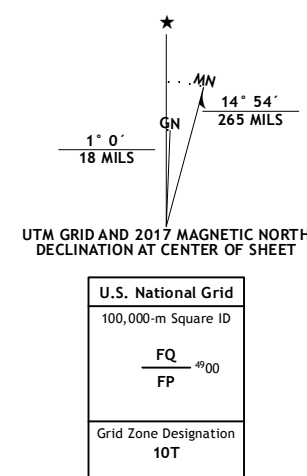 ★
MN
GN
14° 54´
265 MILS
1° 0´
18 MILS
UTM GRID AND 2017 MAGNETIC NORTH
DECLINATION AT CENTER OF SHEET
U.S. National Grid
100,000-m Square ID
FQ
4900
FP
Grid Zone Designation
10T